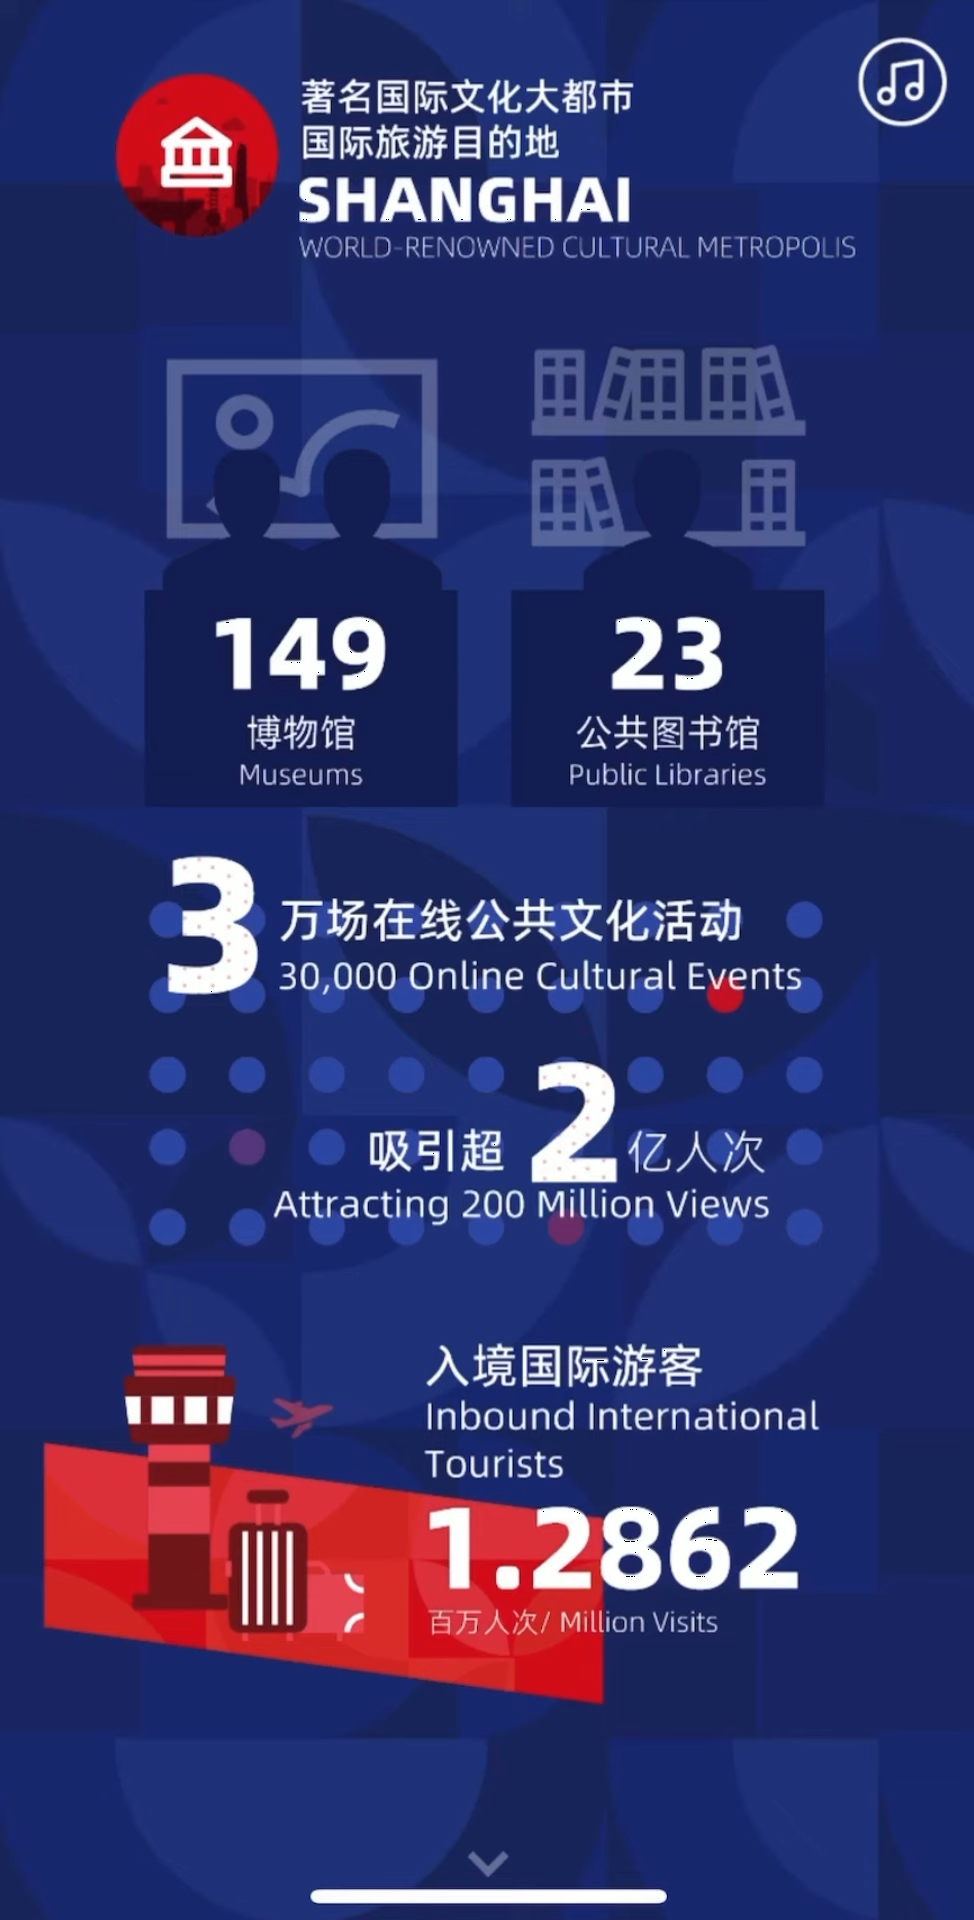 著名国际文化大都市
国际旅游目的地
SHANGHAI
WORLD-RENOWNED CULTURAL METROPOLIS
149
博物馆
Museums
23
公共图书馆
Public Libraries
3万场在线公共文化活动
30,000 Online Cultural Events
吸引超2亿人次
Attracting 200 Million Views
入境国际游客
Inbound International
Tourists
1.2862
百万人次/ Million Visits